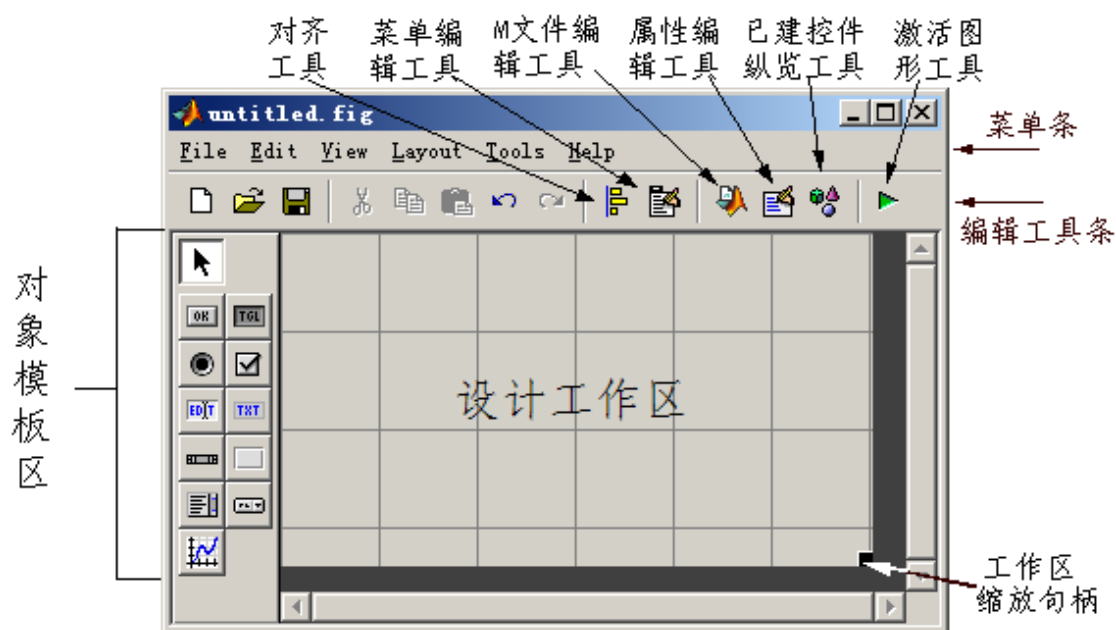 对齐
工具
菜单编
辑工具
M文件编
辑工具
属性编
辑工具
已建控件
纵览工具
激活图
形工具
untitled.fig
File Edit View Layout Tools Help
菜单条
编辑工具条
对象模板区
OK TGL
EDIT TXT
设计工作区
工作区
缩放句柄